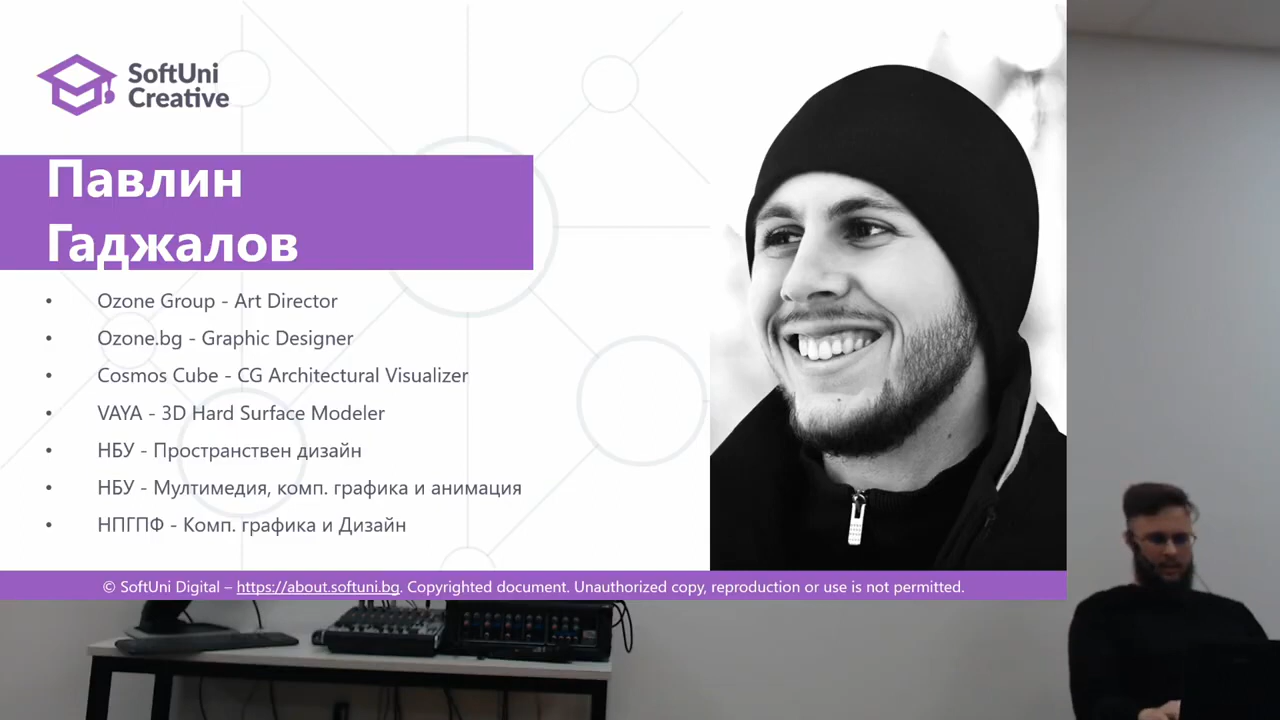 SoftUni
Creative
Павлин
Гаджалов
• Ozone Group - Art Director
• Ozone.bg - Graphic Designer
• Cosmos Cube - CG Architectural Visualizer
• VAYA - 3D Hard Surface Modeler
• НБУ - Пространствен дизайн
• НБУ - Мултимедия, комп. графика и анимация
• НПГПФ - Комп. графика и Дизайн
© SoftUni Digital – https://about.softuni.bg. Copyrighted document. Unauthorized copy, reproduction or use is not permitted.